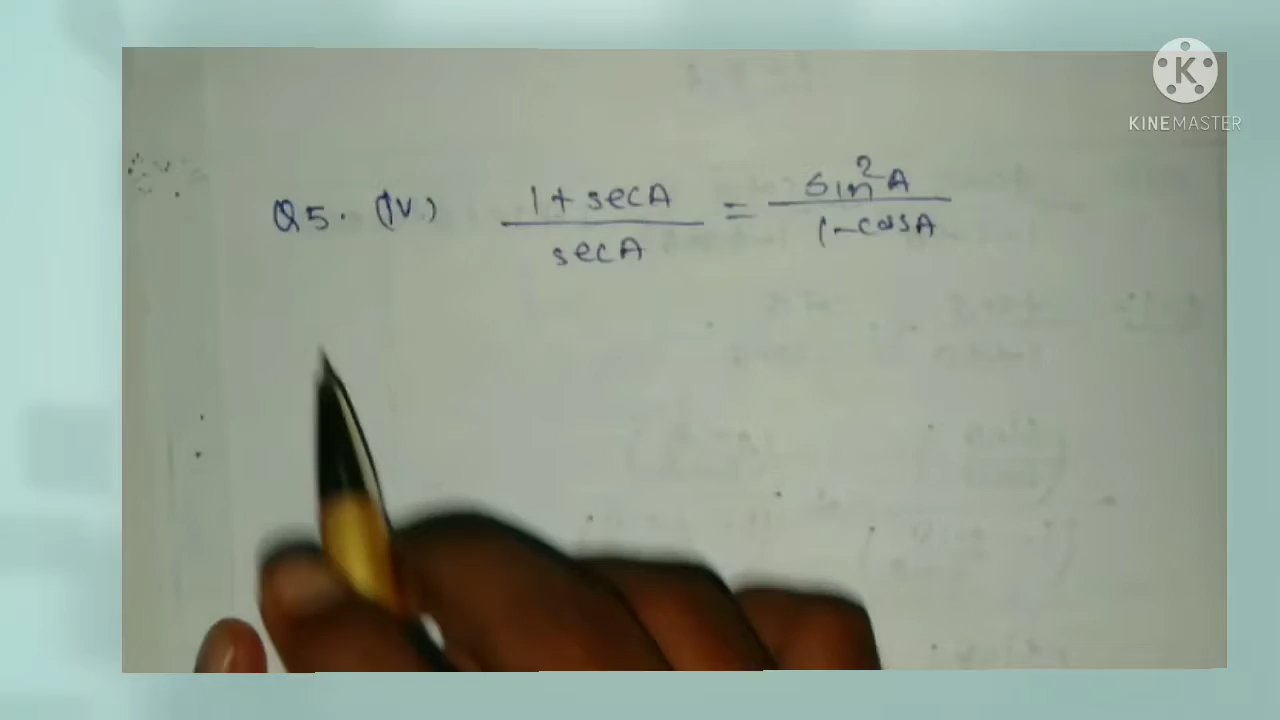 K
KINEMASTER
Q5. (IV.) 1 + secA / secA = sin²A / 1-cosA